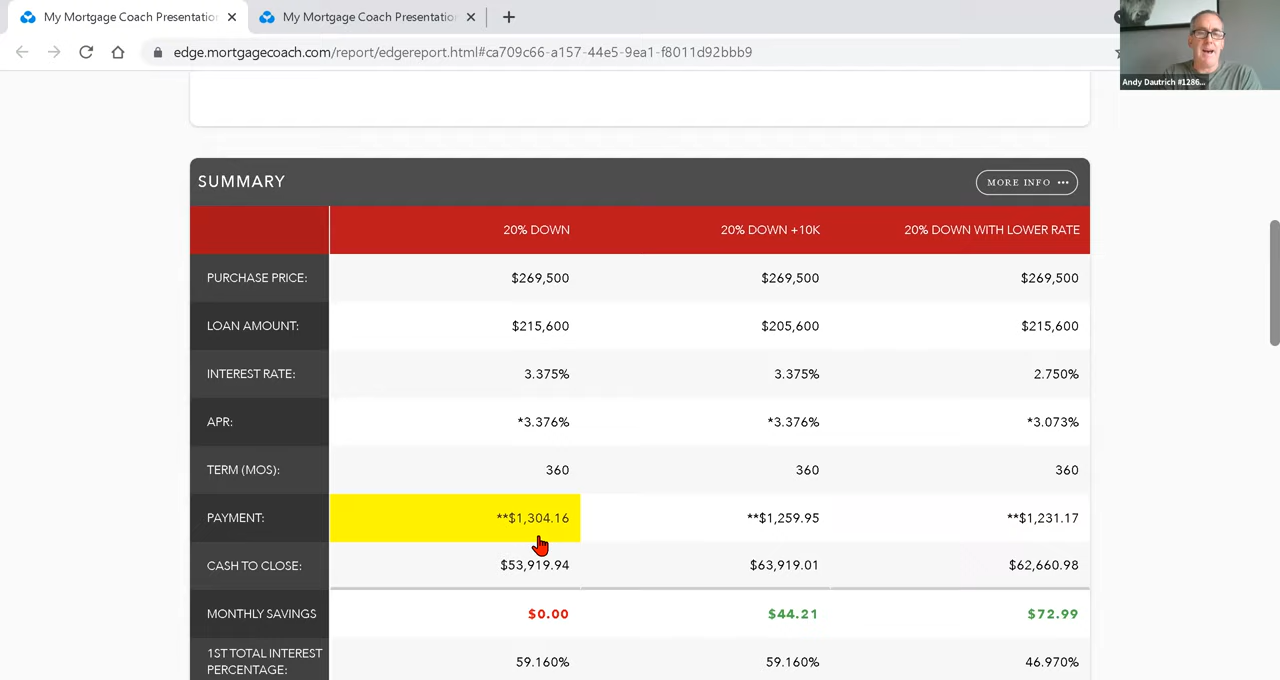 My Mortgage Coach Presentation
My Mortgage Coach Presentation
edge.mortgagecoach.com/report/edgereport.html#ca709c66-a157-44e5-9ea1-f8011d92bbb9
Andy Dautrich #1286...
SUMMARY MORE INFO •••
20% DOWN 20% DOWN +10K 20% DOWN WITH LOWER RATE
PURCHASE PRICE: $269,500 $269,500 $269,500
LOAN AMOUNT: $215,600 $205,600 $215,600
INTEREST RATE: 3.375% 3.375% 2.750%
APR: *3.376% *3.376% *3.073%
TERM (MOS): 360 360 360
PAYMENT: **$1,304.16 **$1,259.95 **$1,231.17
CASH TO CLOSE: $53,919.94 $63,919.01 $62,660.98
MONTHLY SAVINGS $0.00 $44.21 $72.99
1ST TOTAL INTEREST
PERCENTAGE: 59.160% 59.160% 46.970%